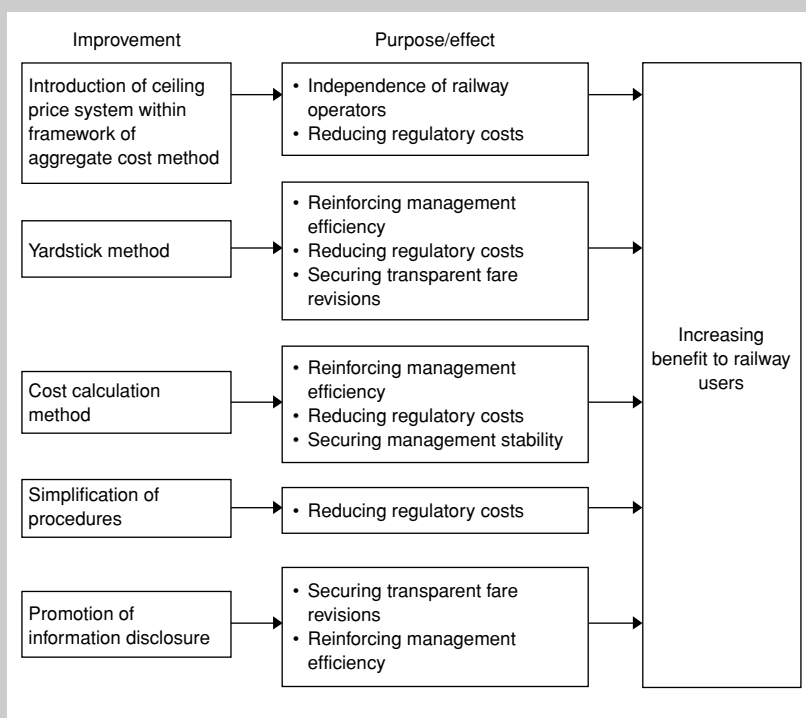 Improvement
Purpose/effect
Introduction of ceiling
price system within
framework of
aggregate cost method
• Independence of railway
operators
• Reducing regulatory costs
Yardstick method
• Reinforcing management
efficiency
• Reducing regulatory costs
• Securing transparent fare
revisions
Cost calculation
method
• Reinforcing management
efficiency
• Reducing regulatory costs
• Securing management stability
Simplification of
procedures
• Reducing regulatory costs
Promotion of
information disclosure
• Securing transparent fare
revisions
• Reinforcing management
efficiency
Increasing
benefit to railway
users